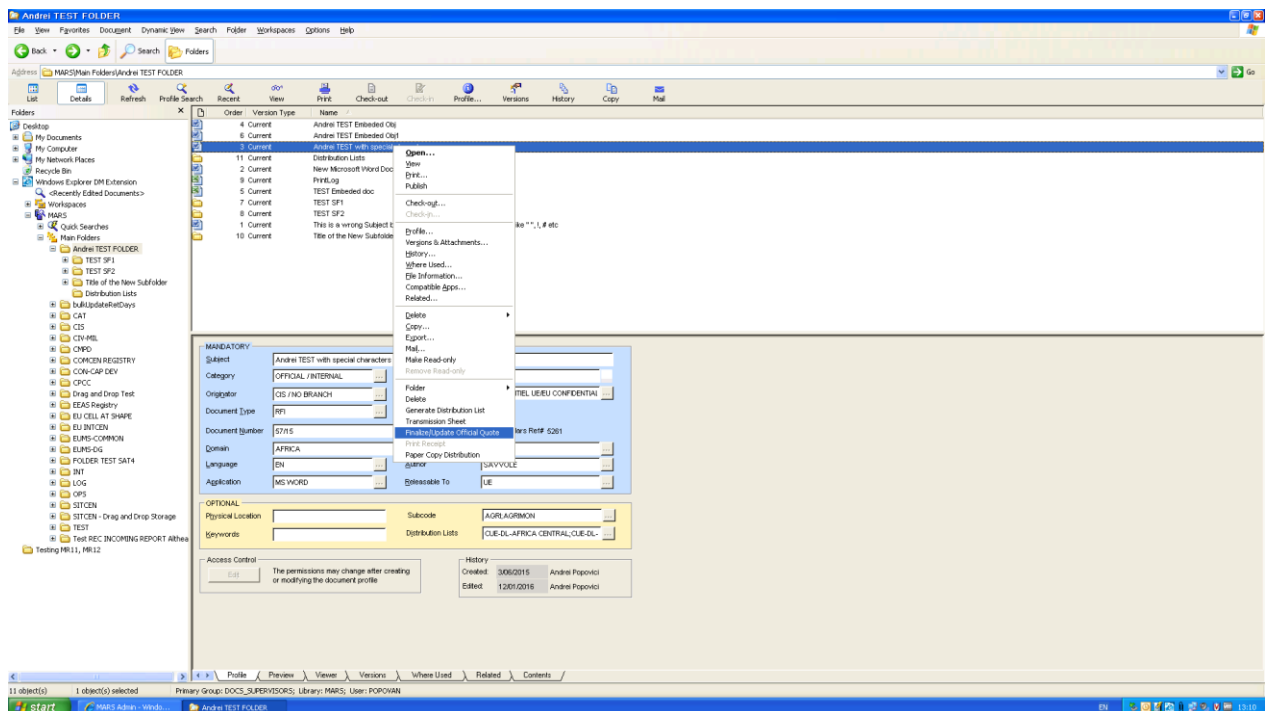 Andrei TEST FOLDER
File View Favorites Document Dynamic View Search Folder Workspaces Options Help
Back Search Folders
Address MARS\Main Folders\Andrei TEST FOLDER Go
List Details Refresh Profile Search Recent View Print Check-out Check-in Profile... Versions History Copy Mail
Folders
Desktop
My Documents
My Computer
My Network Places
Recycle Bin
Windows Explorer DM Extension
<Recently Edited Documents>
Workspaces
MARS
Quick Searches
Main Folders
Andrei TEST FOLDER
TEST SF1
TEST SF2
Title of the New Subfolder
Distribution Lists
bulkUpdateRetDays
CAT
CIS
CIV-MIL
CMPD
COMCEN REGISTRY
CON-CAP DEV
CPCC
Drag and Drop Test
EEAS Registry
EU CELL AT SHAPE
EU INTCEN
EUMS-COMMON
EUMS-DG
FOLDER TEST SAT4
INT
LOG
OPS
SITCEN
SITCEN - Drag and Drop Storage
TEST
Test REC INCOMING REPORT Althea
Testing MR11, MR12
Order Version Type Name
4 Current Andrei TEST Embeded Obj
6 Current Andrei TEST Embeded Obj1
3 Current Andrei TEST with special
11 Current Distribution Lists
2 Current New Microsoft Word Doc
9 Current PrintLog
5 Current TEST Embeded doc
7 Current TEST SF1
8 Current TEST SF2
1 Current This is a wrong Subject ike " ", !, # etc
10 Current Title of the New Subfolde
Open...
View
Print...
Publish
Check-out...
Check-in...
Profile...
Versions & Attachments...
History...
Where Used...
File Information...
Compatible Apps...
Related...
Delete
Copy...
Export...
Mail...
Make Read-only
Remove Read-only
Folder
Delete
Generate Distribution List
Transmission Sheet
Finalize/Update Official Quote
Print Receipt
Paper Copy Distribution
MANDATORY
Subject Andrei TEST with special characters
Category OFFICIAL / INTERNAL ...
Originator CIS / NO BRANCH ... TIEL UE/EU CONFIDENTIAL ...
Document Type RFI ...
Document Number 57/15 Mars Ref# 5261
Domain AFRICA ...
Language EN ... Author SAVVOLE ...
Application MS WORD ... Releasable To UE ...
OPTIONAL
Physical Location Subcode AGRI;AGRIMON ...
Keywords Distribution Lists CUE-DL-AFRICA CENTRAL;CUE-DL- ...
Access Control
Edit The permissions may change after creating
or modifying the document profile
History
Created: 3/06/2015 Andrei Popovici
Edited: 12/01/2016 Andrei Popovici
Profile Preview Viewer Versions Where Used Related Contents
11 object(s) 1 object(s) selected Primary Group: DOCS_SUPERVISORS; Library: MARS; User: POPOVAN
start MARS Admin - Windo... Andrei TEST FOLDER EN 13:10